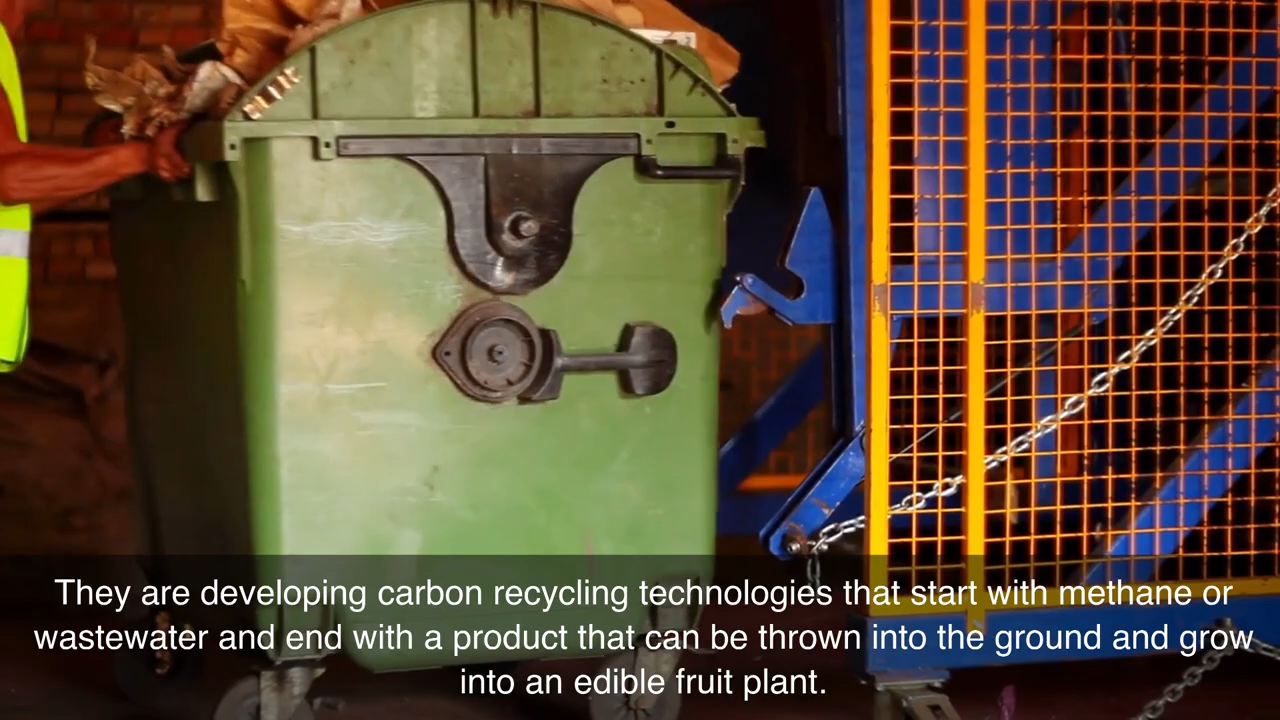 They are developing carbon recycling technologies that start with methane or
wastewater and end with a product that can be thrown into the ground and grow
into an edible fruit plant.